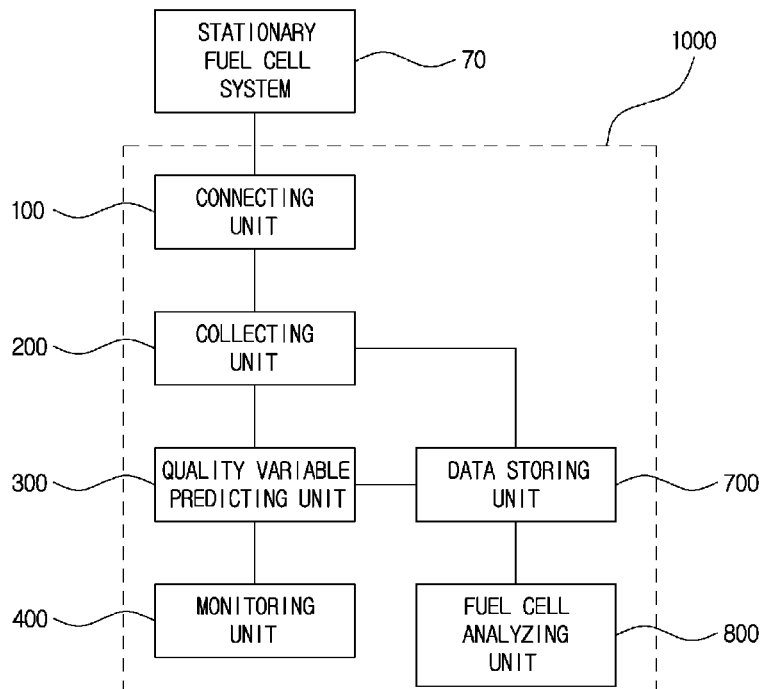 STATIONARY
FUEL CELL
SYSTEM
70
1000
100
CONNECTING
UNIT
200
COLLECTING
UNIT
300
QUALITY VARIABLE
PREDICTING UNIT
DATA STORING
UNIT
700
400
MONITORING
UNIT
FUEL CELL
ANALYZING
UNIT
800